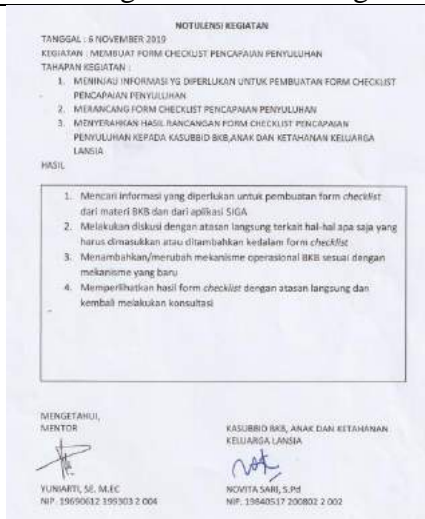 NOTULENSI KEGIATAN
TANGGAL : 6 NOVEMBER 2019
KEGIATAN : MEMBUAT FORM CHECKLIST PENCAPAIAN PENYULUHAN
TAHAPAN KEGIATAN :
1. MENINJAU INFORMASI YG DIPERLUKAN UNTUK PEMBUATAN FORM CHECKLIST
PENCAPAIAN PENYULUHAN
2. MERANCANG FORM CHECKLIST PENCAPAIAN PENYULUHAN
3. MENYERAHKAN HASIL RANCANGAN FORM CHECKLIST PENCAPAIAN
PENYULUHAN KEPADA KASUBBID BKB,ANAK DAN KETAHANAN KELUARGA
LANSIA
HASIL
1. Mencari informasi yang diperlukan untuk pembuatan form checklist
dari materi BKB dan dari aplikasi SIGA
2. Melakukan diskusi dengan atasan langsung terkait hal-hal apa saja yang
harus dimasukkan atau ditambahkan kedalam form checklist
3. Menambahkan/merubah mekanisme operasional BKB sesuai dengan
mekanisme yang baru
4. Memperlihatkan hasil form checklist dengan atasan langsung dan
kembali melakukan konsultasi
MENGETAHUI,
MENTOR
YUNIARTI, SE. M.EC
NIP. 19690612 199303 2 004
KASUBBID BKB, ANAK DAN KETAHANAN
KELUARGA LANSIA
NOVITA SARI, S.Pd
NIP. 19840517 200802 2 002